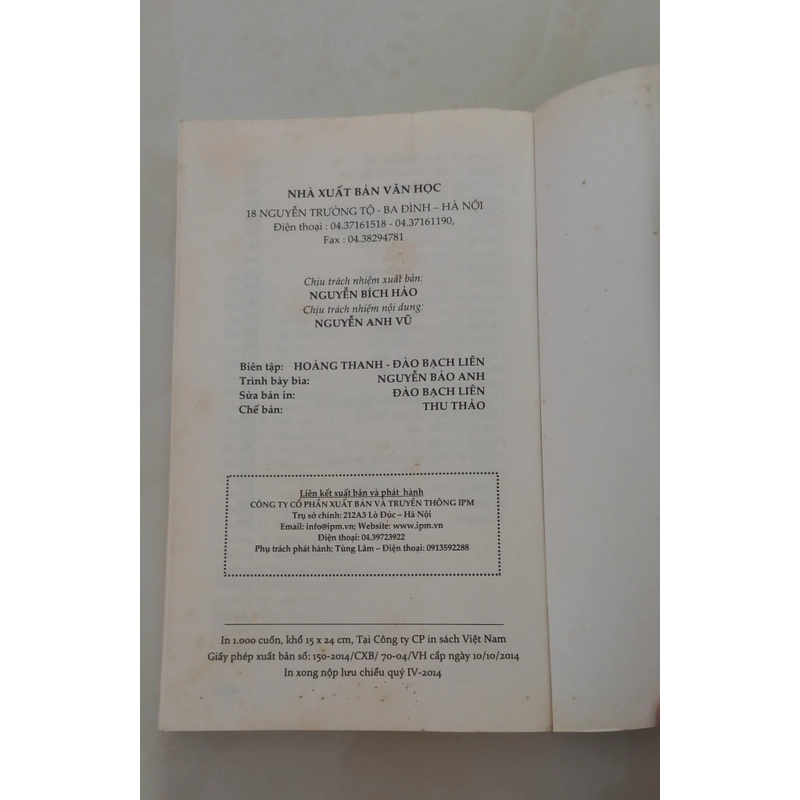 NHÀ XUẤT BẢN VĂN HỌC
18 NGUYỄN TRƯỜNG TỘ - BA ĐÌNH – HÀ NỘI
Điện thoại : 04.37161518 - 04.37161190,
Fax : 04.38294781
Chịu trách nhiệm xuất bản:
NGUYỄN BÍCH HẢO
Chịu trách nhiệm nội dung:
NGUYỄN ANH VŨ
Biên tập: HOÀNG THANH - ĐÀO BẠCH LIÊN
Trình bày bìa: NGUYỄN BẢO ANH
Sửa bản in: ĐÀO BẠCH LIÊN
Chế bản: THU THẢO
Liên kết xuất bản và phát hành
CÔNG TY CỔ PHẦN XUẤT BẢN VÀ TRUYỀN THÔNG IPM
Trụ sở chính: 212A3 Lò Đúc – Hà Nội
Email: info@ipm.vn; Website: www.ipm.vn
Điện thoại: 04.39723922
Phụ trách phát hành: Tùng Lâm – Điện thoại: 0913592288
In 1.000 cuốn, khổ 15 x 24 cm, Tại Công ty CP in sách Việt Nam
Giấy phép xuất bản số: 150-2014/CXB/ 70-04/VH cấp ngày 10/10/2014
In xong nộp lưu chiểu quý IV-2014